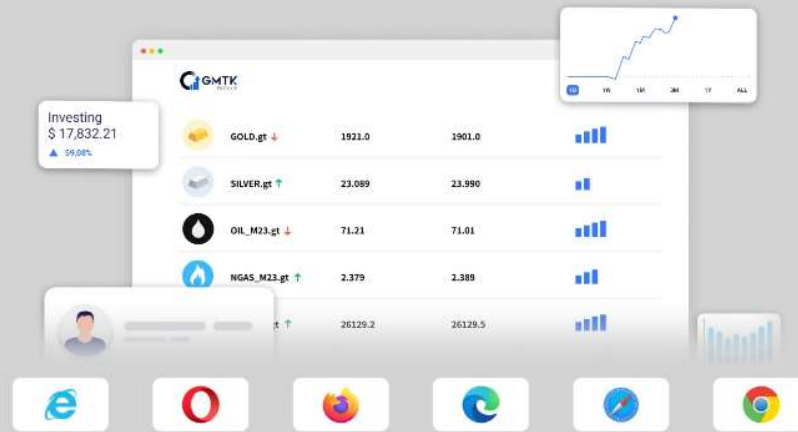 GMTK
Investing
$ 17,832.21
▲ 59,08%
1D 1W 1M 3M 1Y ALL
GOLD.gt ↓ 1921.0 1901.0
SILVER.gt ↑ 23.089 23.990
OIL_M23.gt ↓ 71.21 71.01
NGAS_M23.gt ↑ 2.379 2.389
↑ 26129.2 26129.5